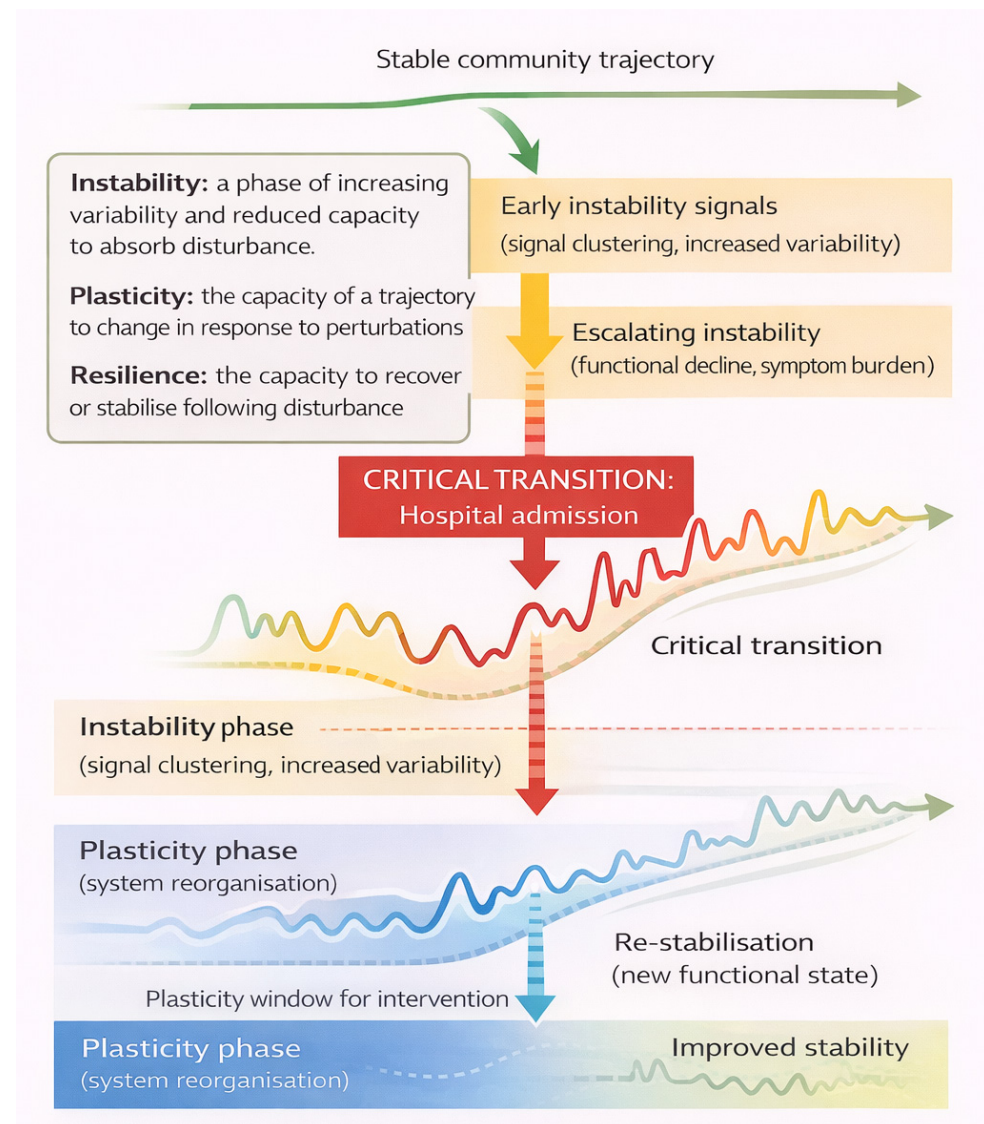 Stable community trajectory
Instability: a phase of increasing
variability and reduced capacity
to absorb disturbance.
Plasticity: the capacity of a trajectory
to change in response to perturbations
Resilience: the capacity to recover
or stabilise following disturbance
Early instability signals
(signal clustering, increased variability)
Escalating instability
(functional decline, symptom burden)
CRITICAL TRANSITION:
Hospital admission
Critical transition
Instability phase
(signal clustering, increased variability)
Plasticity phase
(system reorganisation)
Re-stabilisation
(new functional state)
Plasticity window for intervention
Plasticity phase
(system reorganisation)
Improved stability